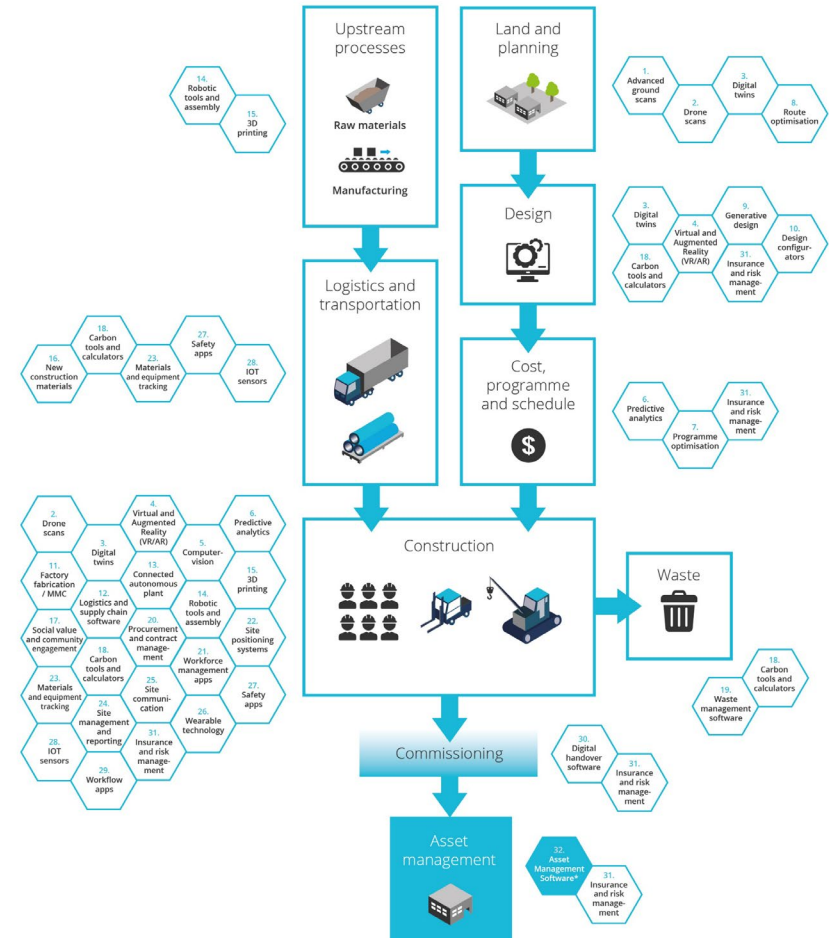 Upstream
processes
Raw materials
Manufacturing
14.
Robotic
tools and
assembly
15.
3D
printing
Land and
planning
1.
Advanced
ground
scans
2.
Drone
scans
3.
Digital
twins
8.
Route
optimisation
Design
3.
Digital
twins
4.
Virtual and
Augmented
Reality
(VR/AR)
9.
Generative
design
10.
Design
configur-
ators
18.
Carbon
tools and
calculators
31.
Insurance
and risk
manage-
ment
Logistics and
transportation
16.
New
construction
materials
18.
Carbon
tools and
calculators
23.
Materials
and equipment
tracking
27.
Safety
apps
28.
IOT
sensors
Cost,
programme
and schedule
$
6.
Predictive
analytics
7.
Programme
optimisation
31.
Insurance
and risk
manage-
ment
Construction
2.
Drone
scans
3.
Digital
twins
4.
Virtual and
Augmented
Reality
(VR/AR)
5.
Computer-
vision
6.
Predictive
analytics
11.
Factory
fabrication
/ MMC
12.
Logistics and
supply chain
software
13.
Connected
autonomous
plant
14.
Robotic
tools and
assembly
15.
3D
printing
17.
Social value
and community
engagement
18.
Carbon
tools and
calculators
20.
Procurement
and contract
manage-
ment
21.
Workforce
management
apps
22.
Site
positioning
systems
23.
Materials
and equipment
tracking
24.
Site
management
and
reporting
25.
Site
communi-
cation
26.
Wearable
technology
27.
Safety
apps
28.
IOT
sensors
29.
Workflow
apps
31.
Insurance
and risk
manage-
ment
Waste
18.
Carbon
tools and
calculators
19.
Waste
management
software
Commissioning
30.
Digital
handover
software
31.
Insurance
and risk
manage-
ment
Asset
management
32.
Asset
Management
Software*
31.
Insurance
and risk
manage-
ment